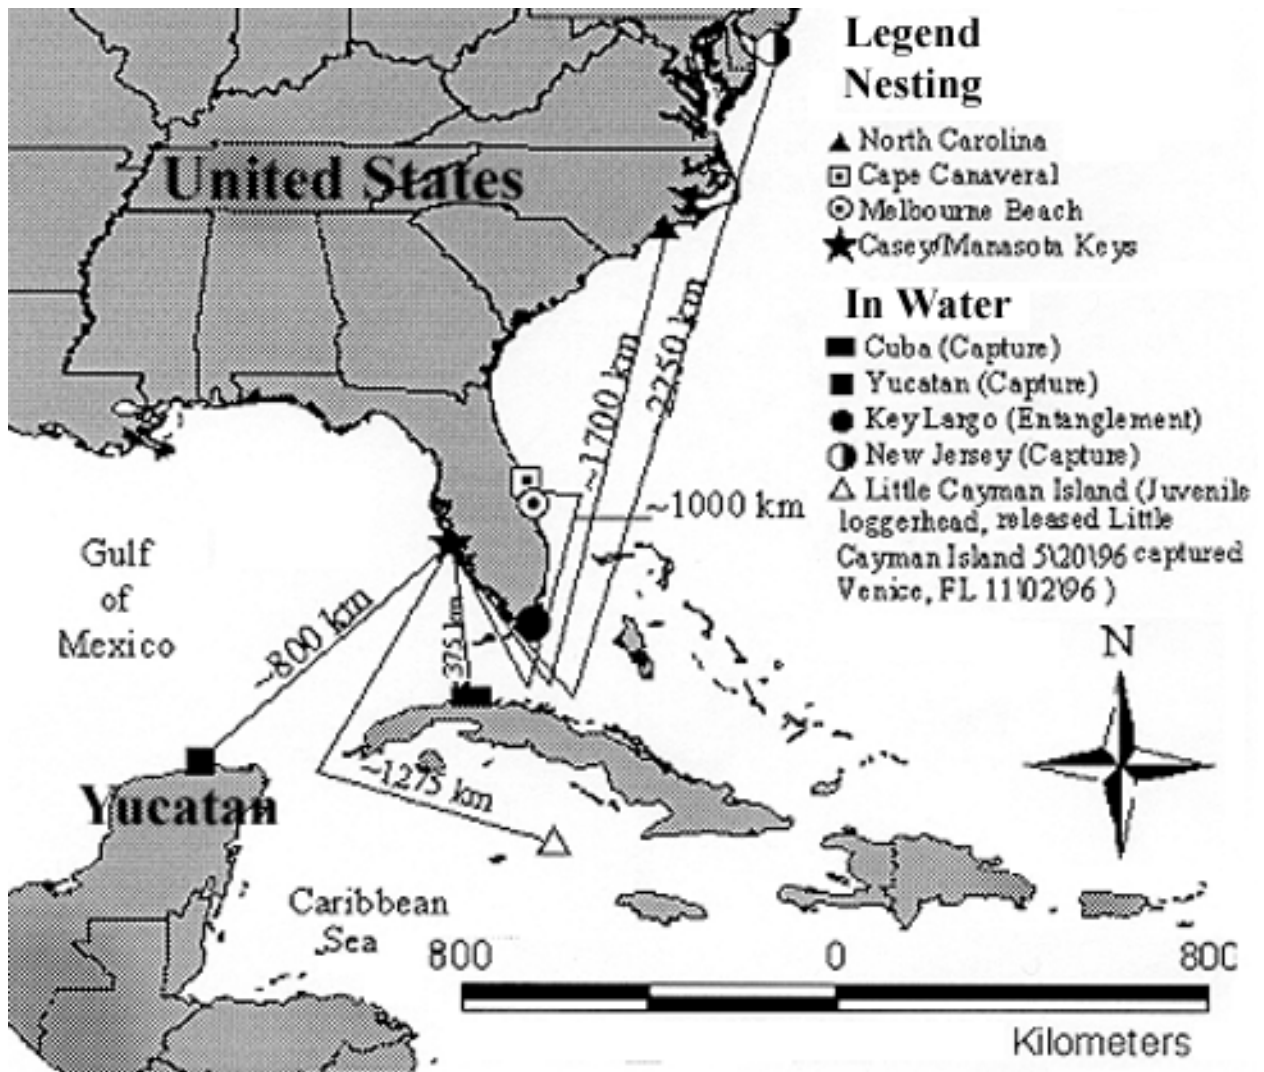 Legend
Nesting
North Carolina
Cape Canaveral
Melbourne Beach
Casey/Manasota Keys
In Water
Cuba (Capture)
Yucatan (Capture)
Key Largo (Entanglement)
New Jersey (Capture)
Little Cayman Island (Juvenile
loggerhead, released Little
Cayman Island 5\20\96 captured
Venice, FL 11\02\96 )
United States
2250 km
~1700 km
~1000 km
Gulf
of
Mexico
~800 km
375 km
~1275 km
Yucatan
Caribbean
Sea
N
800 0 800
Kilometers